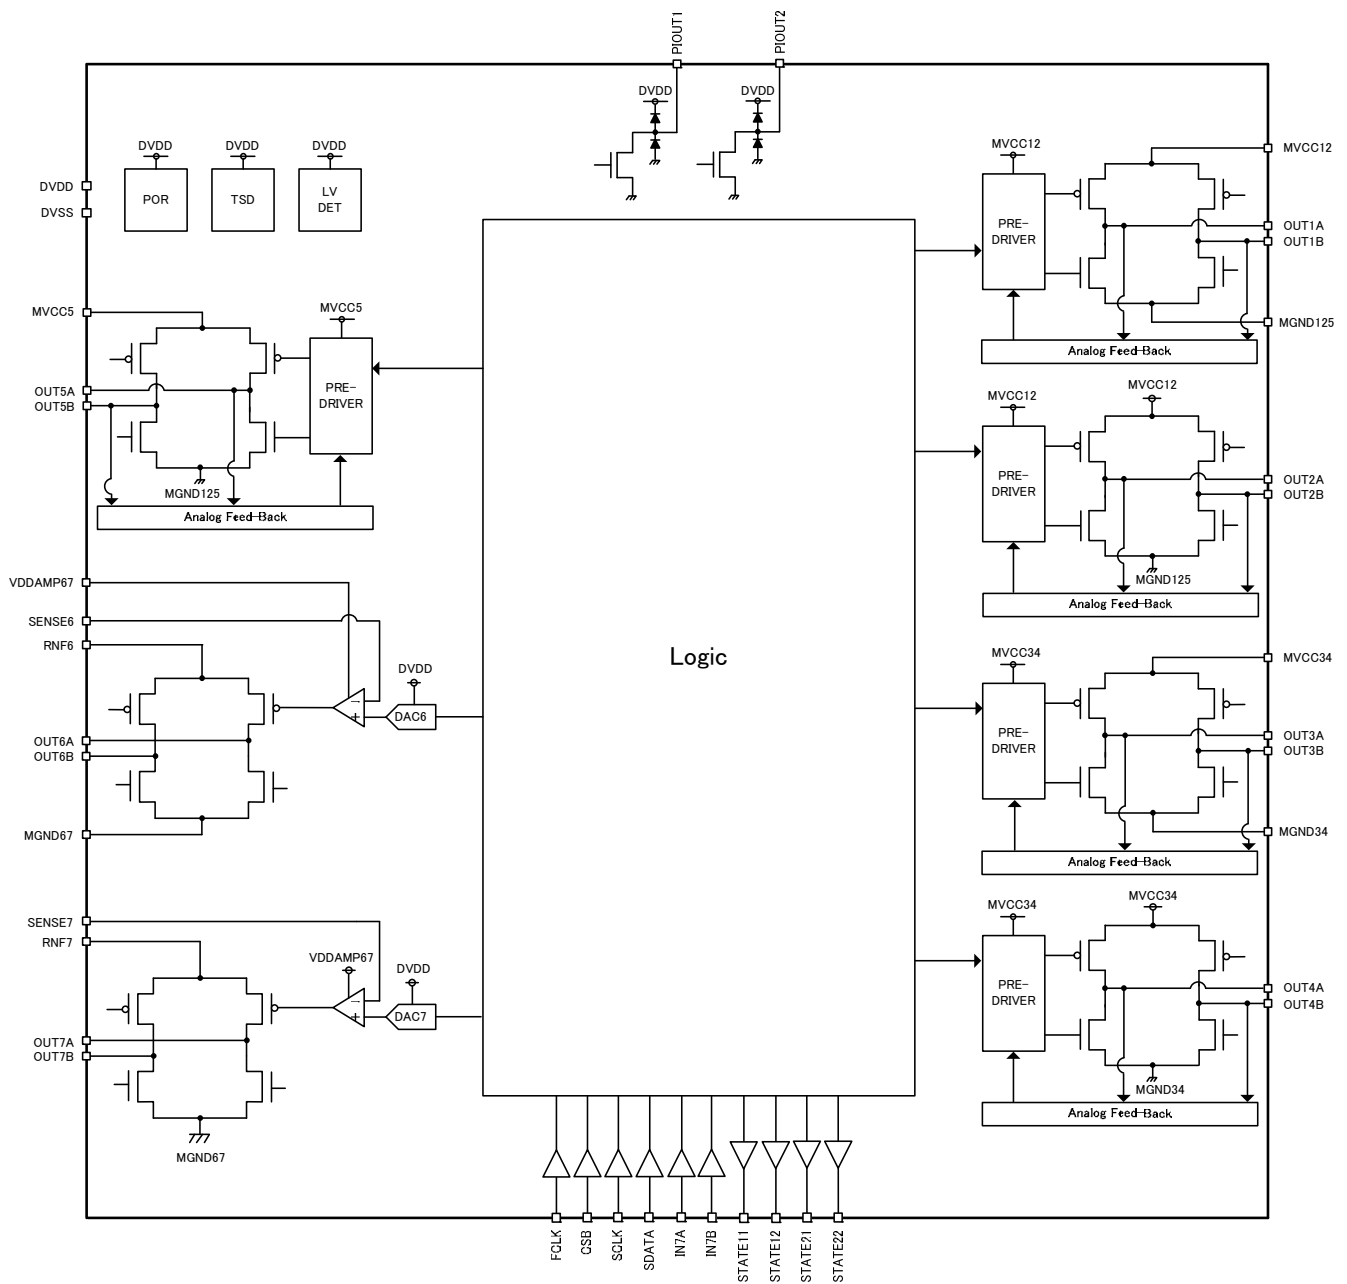 PIOUT1
PIOUT2
DVDD
DVDD
DVDD
DVDD
DVDD
POR
TSD
LV
DET
DVDD
DVSS
MVCC5
MVCC5
PRE-
DRIVER
OUT5A
OUT5B
MGND125
Analog Feed-Back
VDDAMP67
SENSE6
RNF6
DVDD
DAC6
OUT6A
OUT6B
MGND67
SENSE7
RNF7
VDDAMP67
DVDD
DAC7
OUT7A
OUT7B
MGND67
Logic
MVCC12
MVCC12
PRE-
DRIVER
OUT1A
OUT1B
MGND125
Analog Feed-Back
MVCC12
MVCC12
PRE-
DRIVER
OUT2A
OUT2B
MGND125
Analog Feed-Back
MVCC34
MVCC34
PRE-
DRIVER
OUT3A
OUT3B
MGND34
Analog Feed-Back
MVCC34
MVCC34
PRE-
DRIVER
OUT4A
OUT4B
MGND34
Analog Feed-Back
FCLK
CSB
SCLK
SDATA
IN7A
IN7B
STATE11
STATE12
STATE21
STATE22